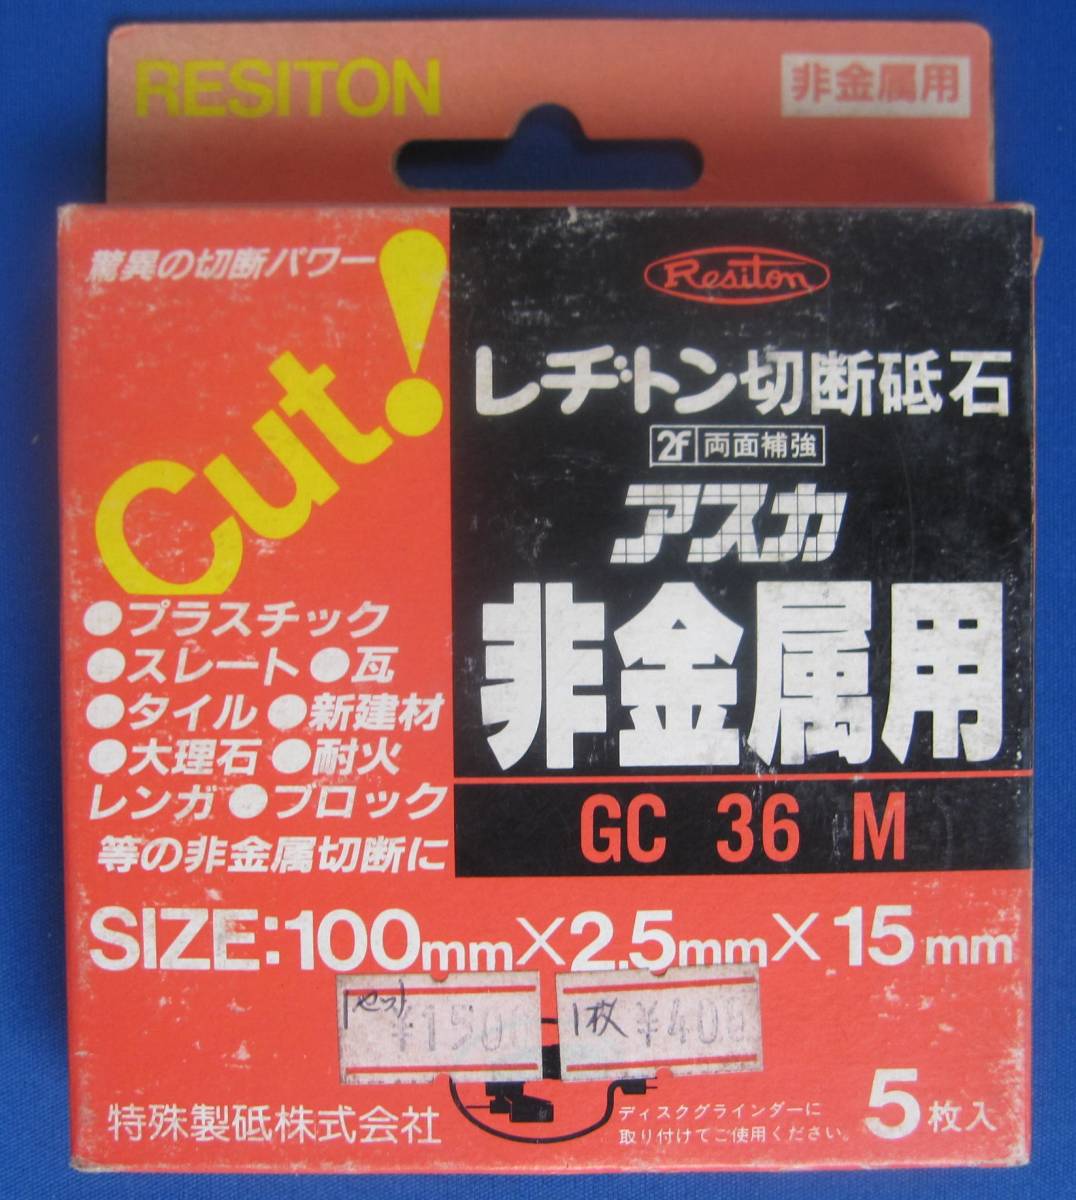 RESITON
非金属用
驚異の切断パワー
Cut!
Resiton
レヂトン切断砥石
2f 両面補強
アスカ
非金属用
GC 36 M
●プラスチック
●スレート●瓦
●タイル●新建材
●大理石●耐火
レンガ●ブロック
等の非金属切断に
SIZE:100mm×2.5mm×15mm
1セット ¥1500
1枚 ¥400
特殊製砥株式会社
ディスクグラインダーに
取り付けてご使用ください。
5枚入